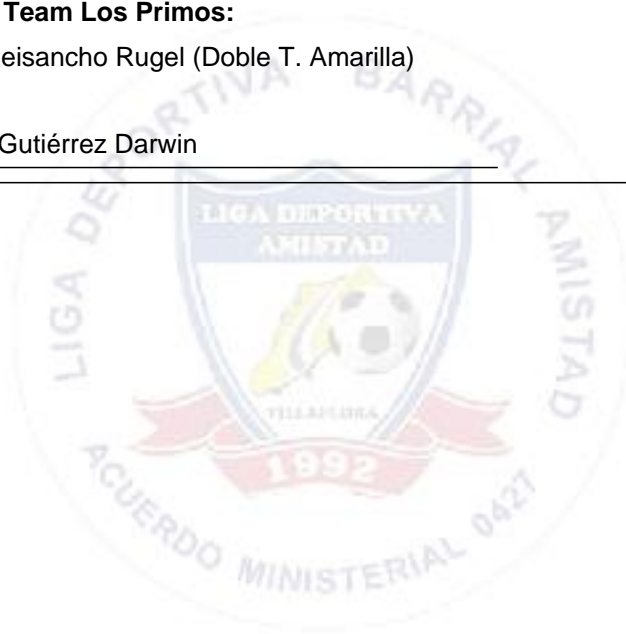 Team Los Primos:
eisancho Rugel (Doble T. Amarilla)
Gutiérrez Darwin
LIGA DEPORTIVA BARRIAL AMISTAD
LIGA DEPORTIVA
AMISTAD
VILLAFLORA
1992
ACUERDO MINISTERIAL 0427